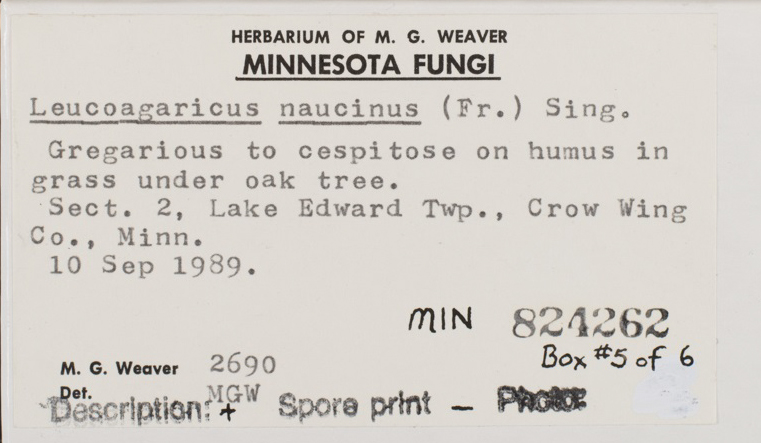 HERBARIUM OF M. G. WEAVER
MINNESOTA FUNGI
Leucoagaricus naucinus (Fr.) Sing.
Gregarious to cespitose on humus in
grass under oak tree.
Sect. 2, Lake Edward Twp., Crow Wing
Co., Minn.
10 Sep 1989.
MIN 824262
Box #5 of 6
M. G. Weaver 2690
Det. MGW
Description: + Spore print – Photo: